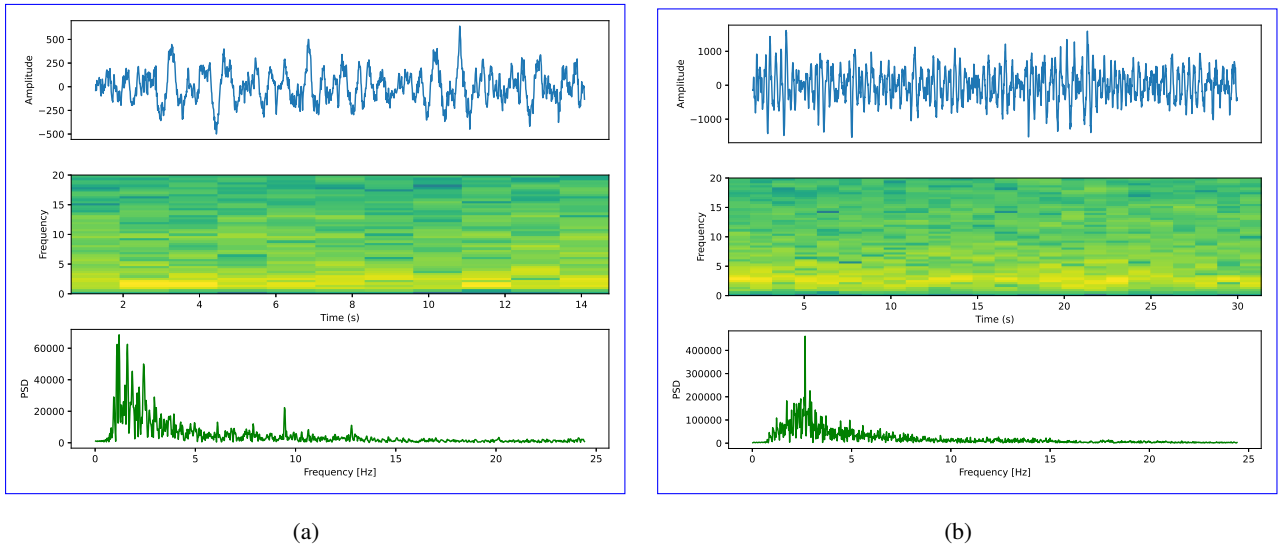 500
250
0
−250
−500
Amplitude
20
15
10
5
0
Frequency
2 4 6 8 10 12 14
Time (s)
60000
40000
20000
0
PSD
0 5 10 15 20 25
Frequency [Hz]
(a)
1000
0
−1000
Amplitude
20
15
10
5
0
Frequency
5 10 15 20 25 30
Time (s)
400000
300000
200000
100000
0
PSD
0 5 10 15 20 25
Frequency [Hz]
(b)